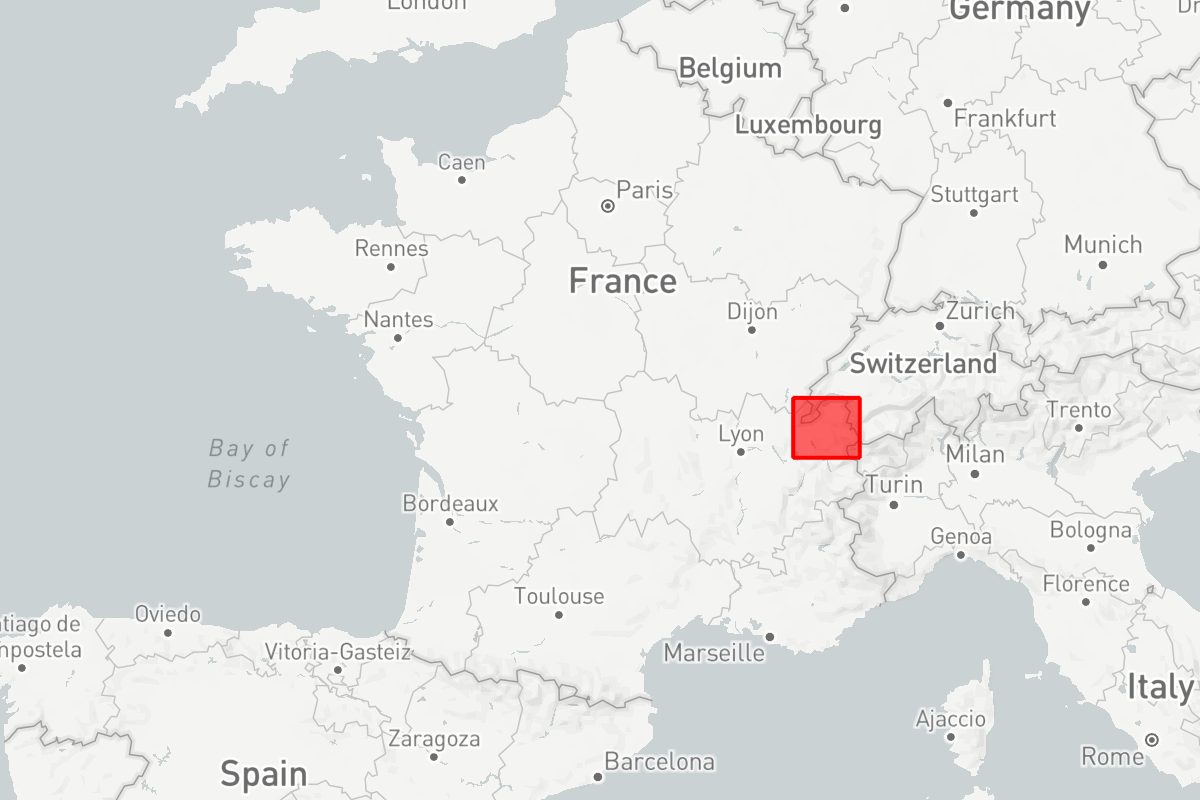 London
Germany
Belgium
Luxembourg
Frankfurt
Caen
Paris
Stuttgart
Rennes
Munich
France
Nantes
Dijon
Zurich
Switzerland
Trento
Lyon
Bay of
Biscay
Milan
Turin
Bordeaux
Genoa
Bologna
Florence
Toulouse
Oviedo
tiago de
mpostela
Vitoria-Gasteiz
Marseille
Italy
Ajaccio
Zaragoza
Rome
Barcelona
Spain